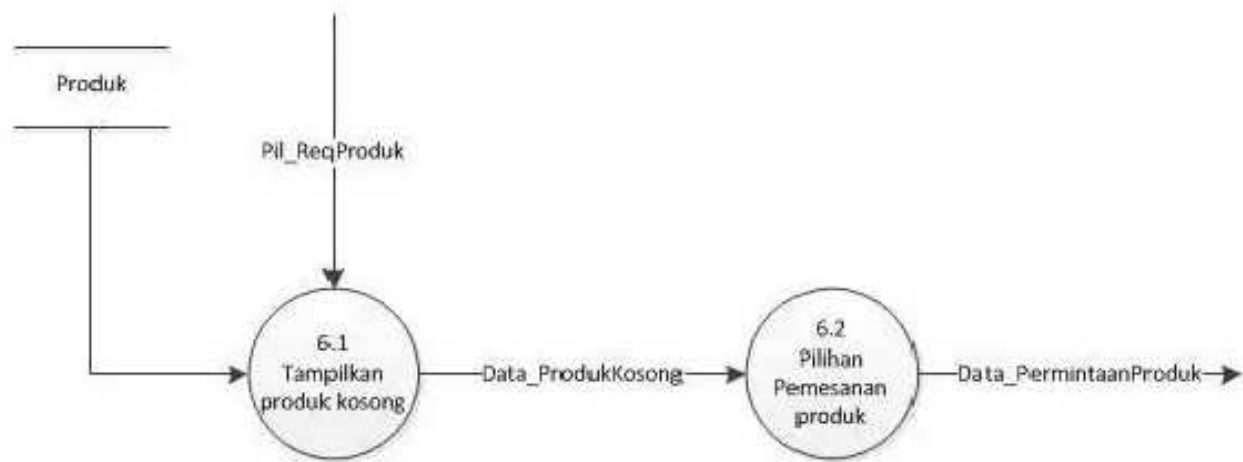 Produk
Pil_ReqProduk
6.1
Tampilkan
produk kosong
Data_ProdukKosong
6.2
Pilihan
Pemesanan
produk
Data_PermintaanProduk